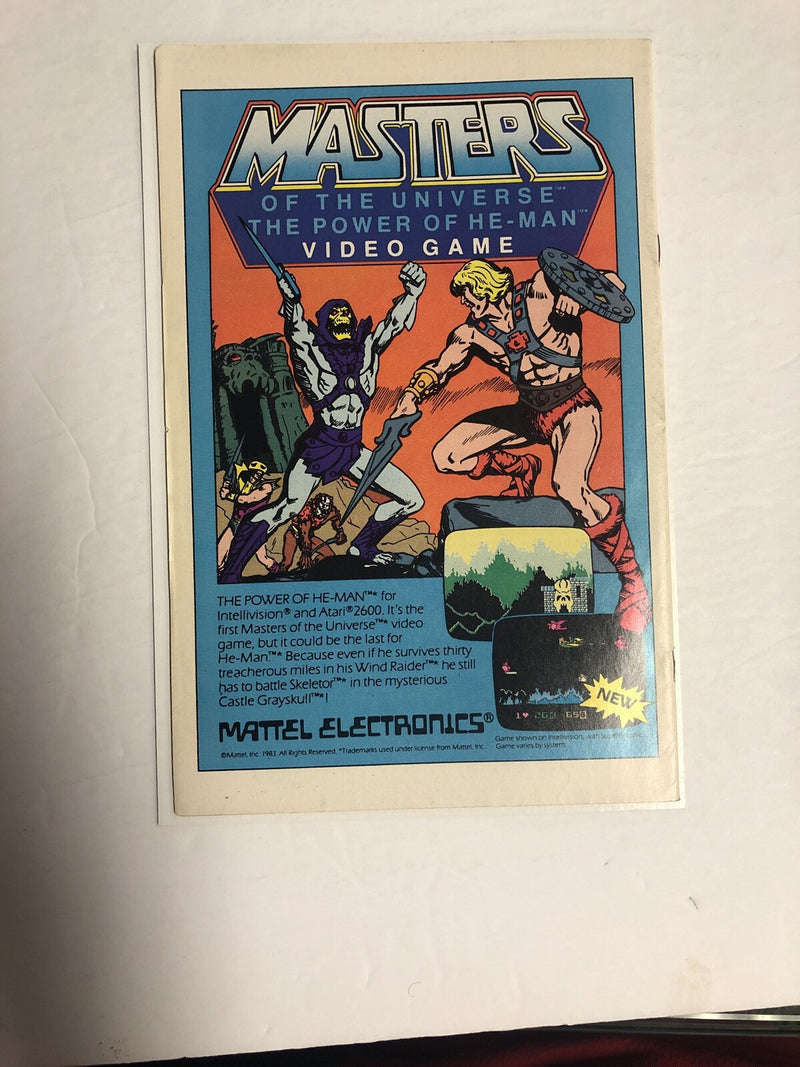 MASTERS
OF THE UNIVERSE™*
THE POWER OF HE-MAN™*
VIDEO GAME
THE POWER OF HE-MAN™* for
Intellivision® and Atari® 2600. It's the
first Masters of the Universe™* video
game, but it could be the last for
He-Man.™* Because even if he survives thirty
treacherous miles in his Wind Raider™* he still
has to battle Skeletor™* in the mysterious
Castle Grayskull™*!
NEW
MATTEL ELECTRONICS®
©Mattel, Inc. 1983. All Rights Reserved. *Trademarks used under license from Mattel, Inc.
Game shown on Intellivision, with
Game varies by system.